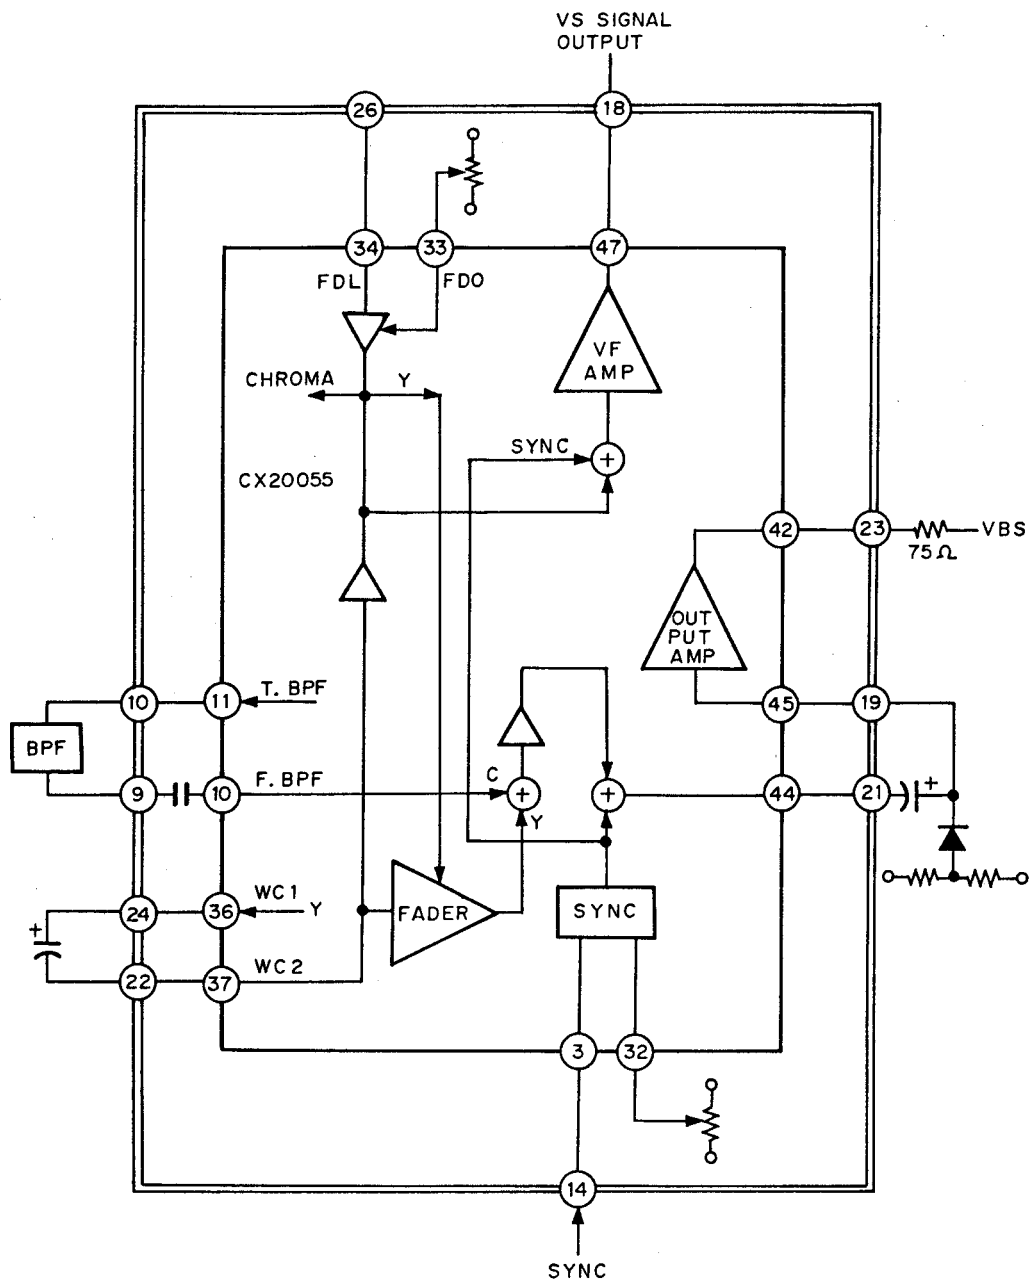 VS SIGNAL
OUTPUT
26
18
34
33
47
FDL
FDO
VF
AMP
CHROMA
Y
SYNC
+
CX20055
42
23
VBS
75Ω
OUT
PUT
AMP
10
11
T. BPF
45
19
BPF
9
10
F. BPF
C
+
Y
+
44
21
+
24
36
WC1
Y
FADER
SYNC
+
22
37
WC2
3
32
14
SYNC